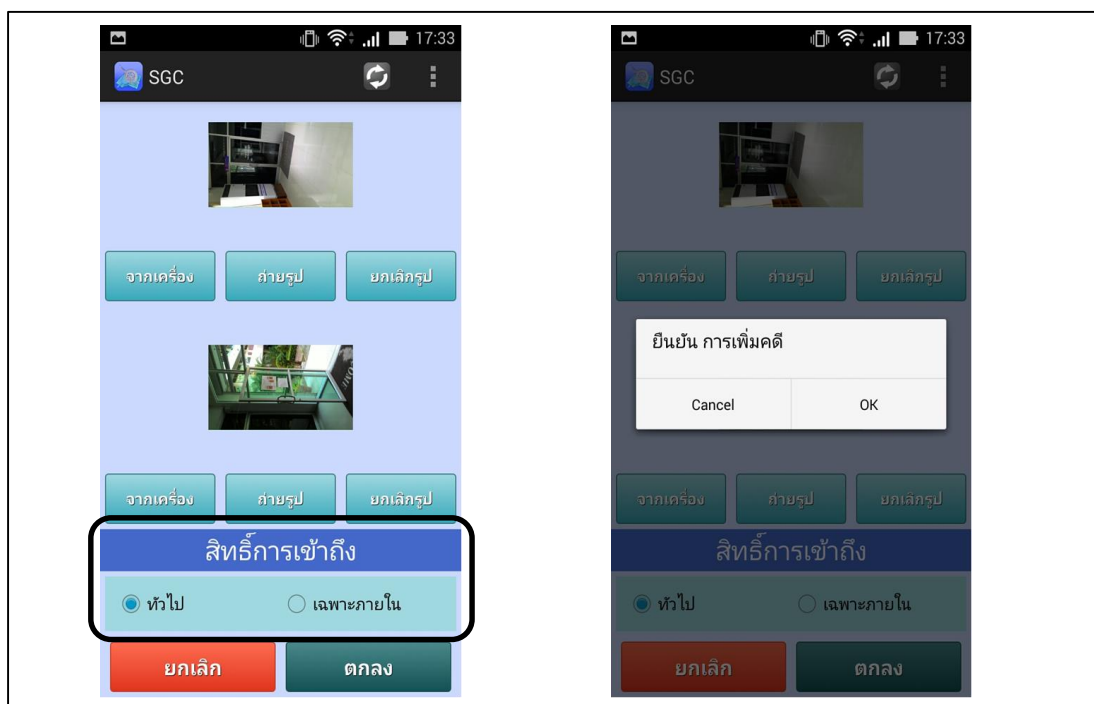 17:33
SGC
จากเครื่อง ถ่ายรูป ยกเลิกรูป
จากเครื่อง ถ่ายรูป ยกเลิกรูป
สิทธิ์การเข้าถึง
ทั่วไป เฉพาะภายใน
ยกเลิก ตกลง
17:33
SGC
จากเครื่อง ถ่ายรูป ยกเลิกรูป
ยืนยัน การเพิ่มคดี
Cancel OK
จากเครื่อง ถ่ายรูป ยกเลิกรูป
สิทธิ์การเข้าถึง
ทั่วไป เฉพาะภายใน
ยกเลิก ตกลง